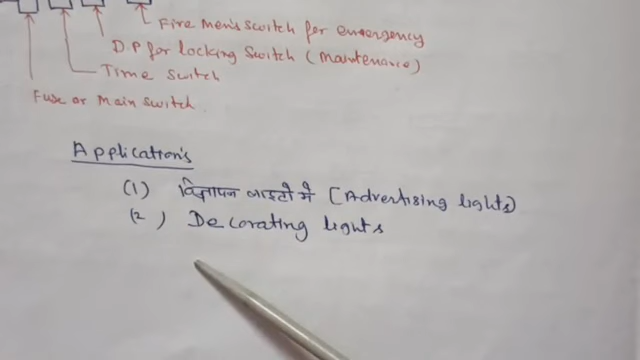 Fire men's switch for emergency
D.P for locking switch (Maintenance)
Time switch
Fuse or main switch
Application's
(1) विज्ञापन लाइटो मे (Advertising lights)
(2) Decorating lights